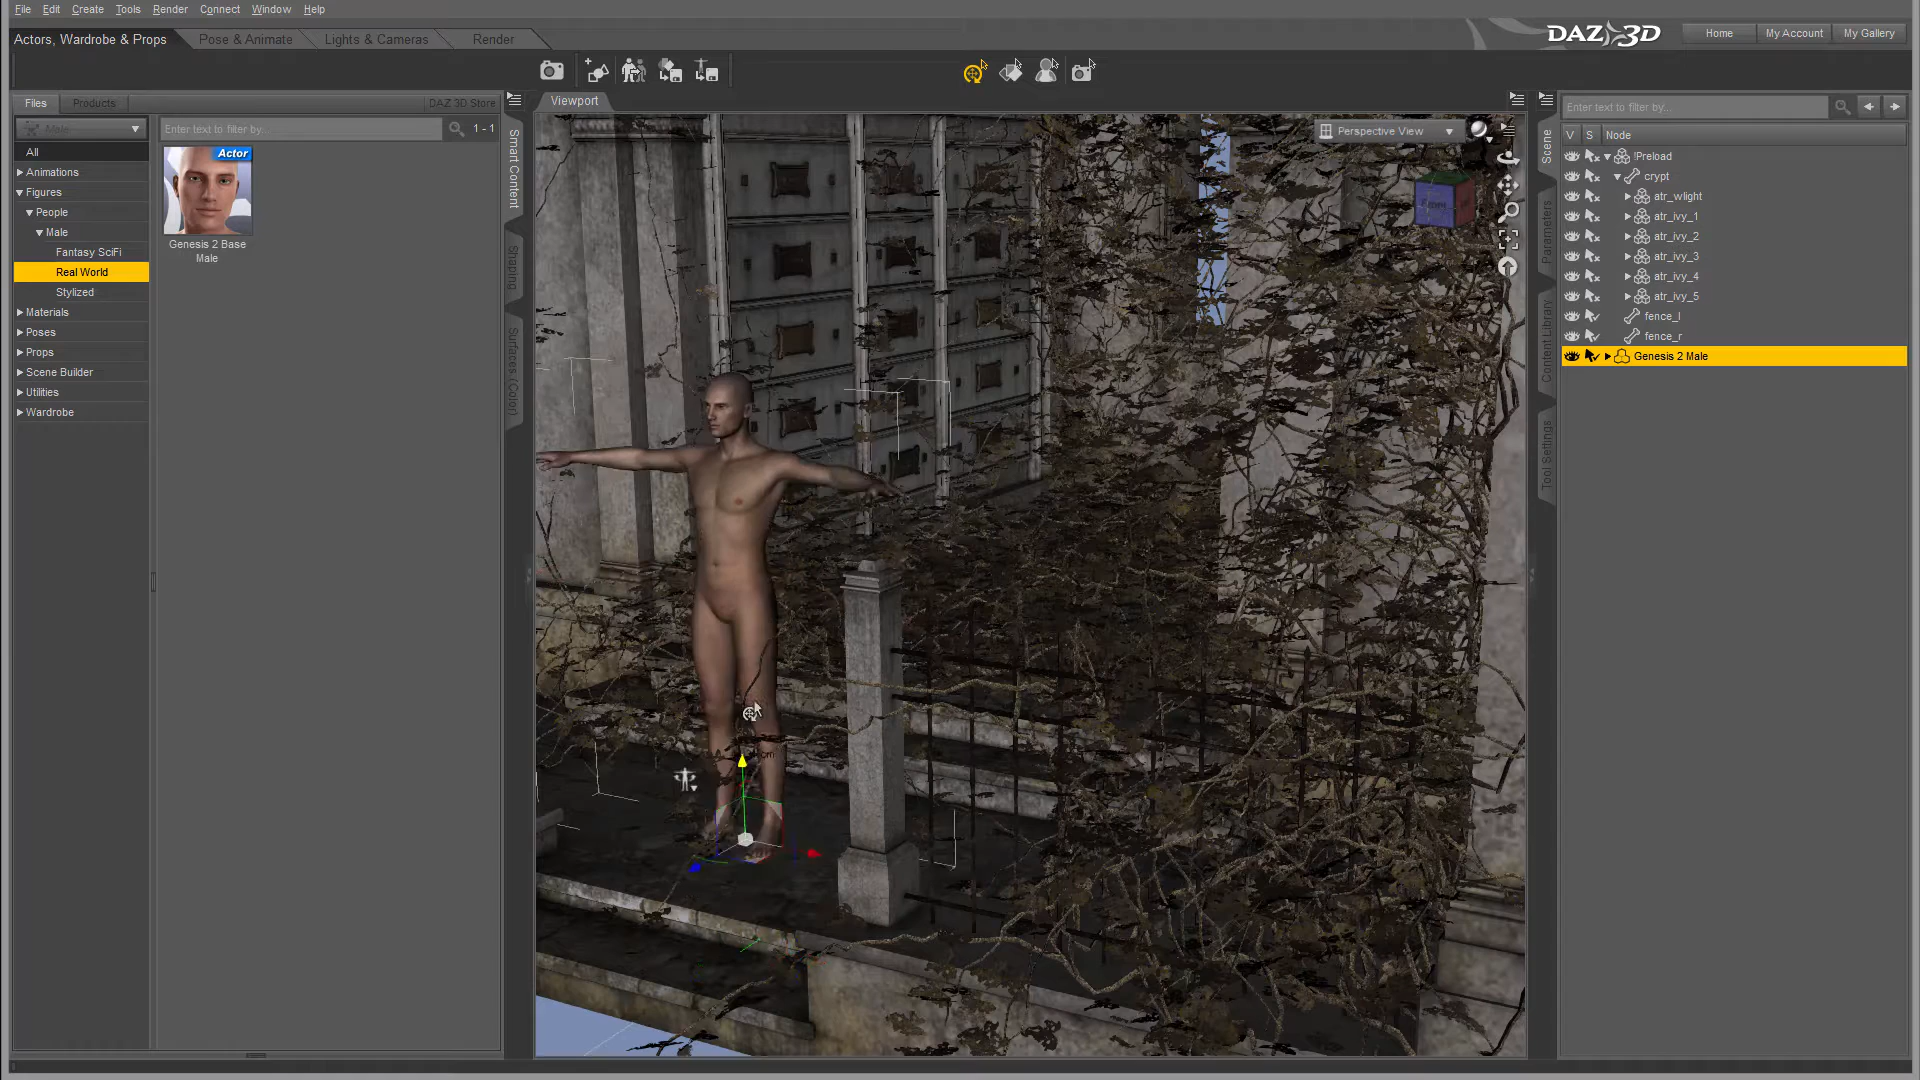 File Edit Create Tools Render Connect Window Help
Actors, Wardrobe & Props Pose & Animate Lights & Cameras Render
DAZ 3D
Home My Account My Gallery
Files Products DAZ 3D Store
Male
Enter text to filter by...
1 - 1
All
Animations
Figures
People
Male
Fantasy SciFi
Real World
Stylized
Materials
Poses
Props
Scene Builder
Utilities
Wardrobe
Actor
Genesis 2 Base
Male
Smart Content
Shaping
Surfaces (Color)
Viewport
Perspective View
Front
Scene
Parameters
Content Library
Tool Settings
Enter text to filter by...
V S Node
!Preload
crypt
atr_wlight
atr_ivy_1
atr_ivy_2
atr_ivy_3
atr_ivy_4
atr_ivy_5
fence_l
fence_r
Genesis 2 Male